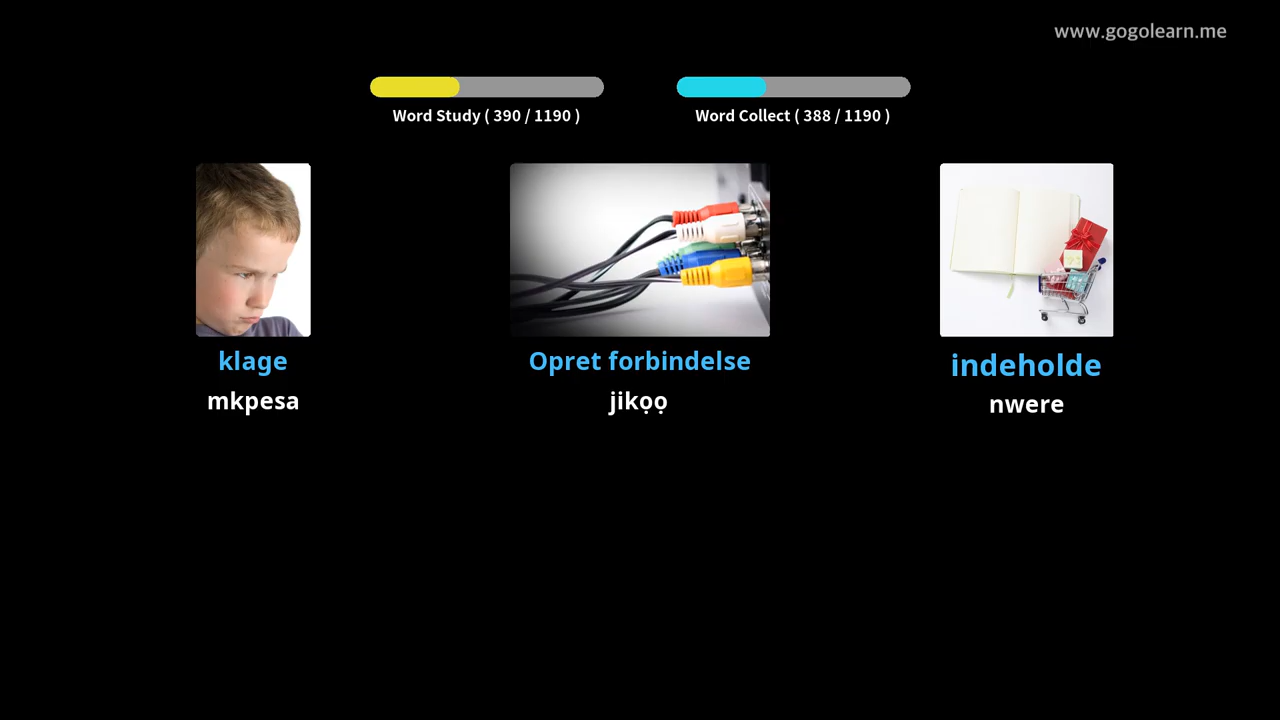 www.gogolearn.me
Word Study ( 390 / 1190 )
Word Collect ( 388 / 1190 )
klage
mkpesa
Opret forbindelse
jikọọ
indeholde
nwere